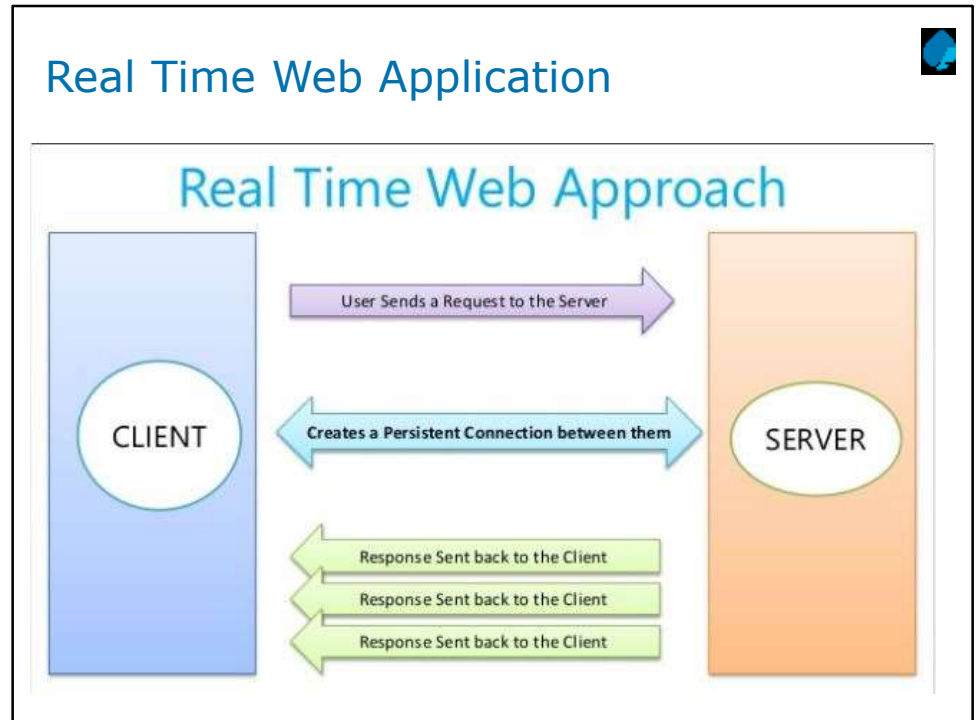 Real Time Web Application
Real Time Web Approach
User Sends a Request to the Server
CLIENT
Creates a Persistent Connection between them
SERVER
Response Sent back to the Client
Response Sent back to the Client
Response Sent back to the Client